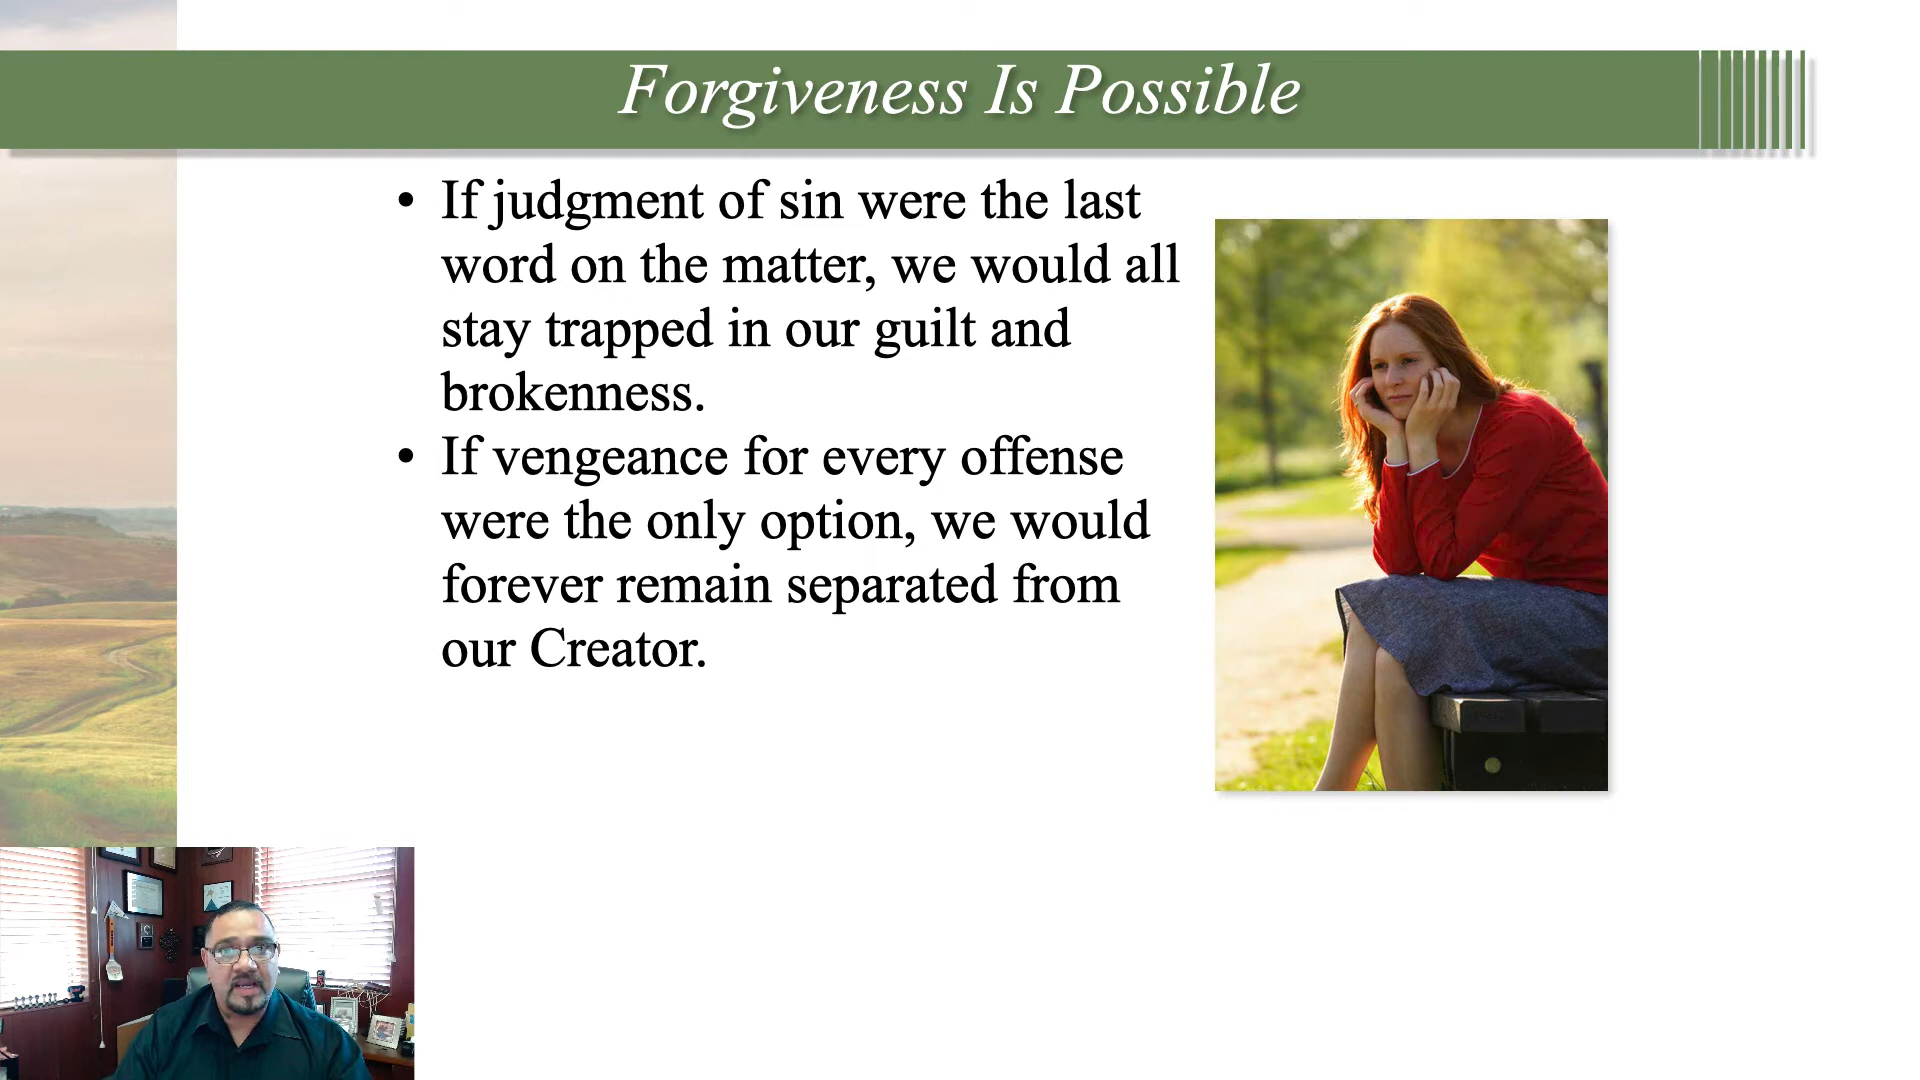 Forgiveness Is Possible
• If judgment of sin were the last
word on the matter, we would all
stay trapped in our guilt and
brokenness.
• If vengeance for every offense
were the only option, we would
forever remain separated from
our Creator.